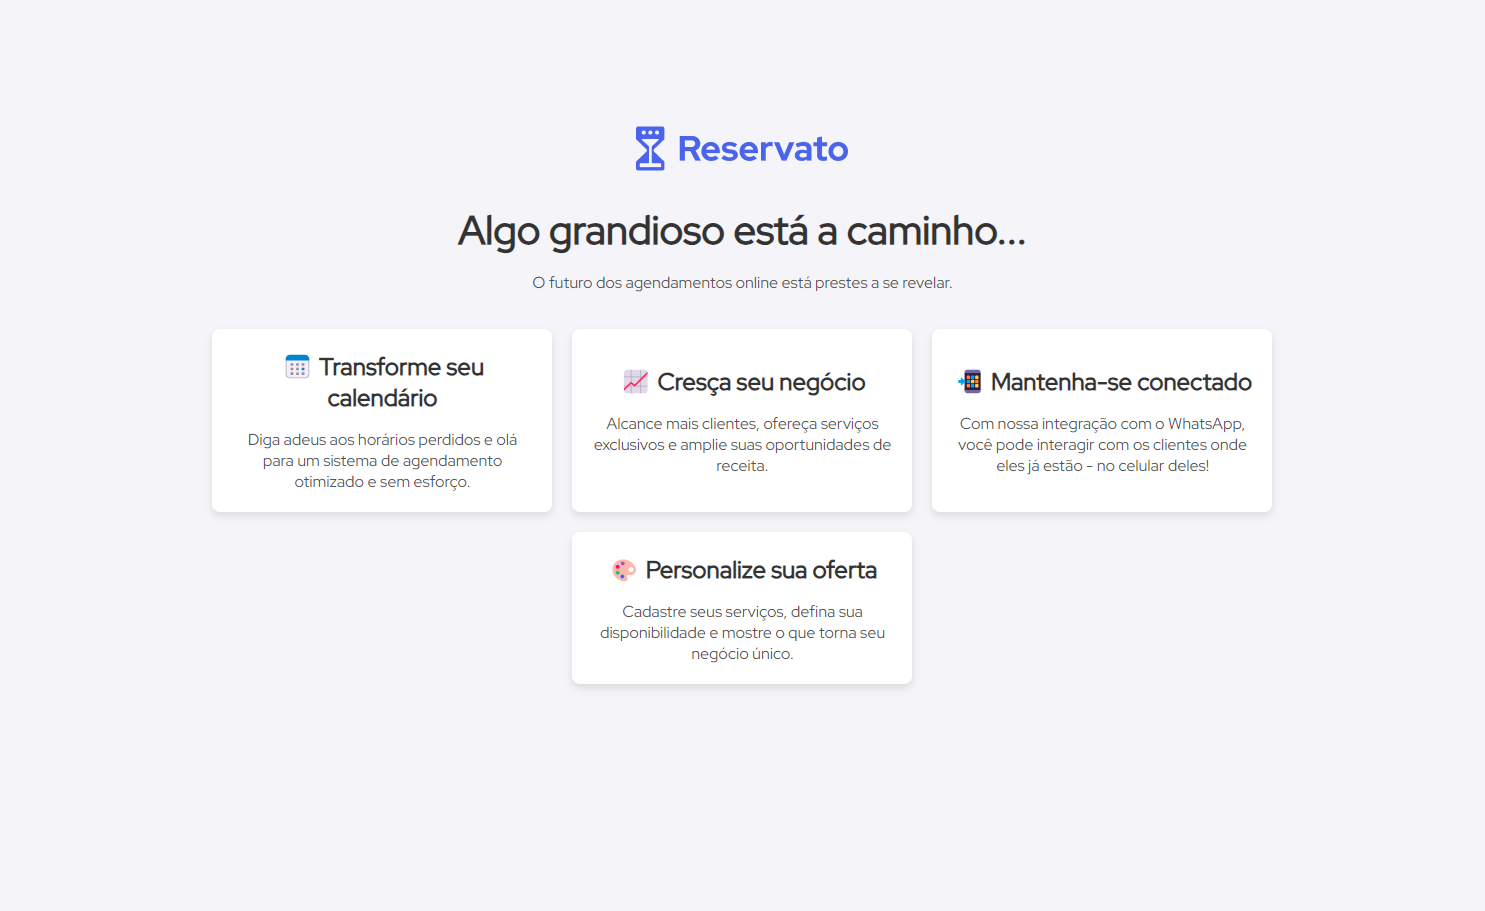 Reservato
Algo grandioso está a caminho...
O futuro dos agendamentos online está prestes a se revelar.
Transforme seu
calendário
Diga adeus aos horários perdidos e olá
para um sistema de agendamento
otimizado e sem esforço.
Cresça seu negócio
Alcance mais clientes, ofereça serviços
exclusivos e amplie suas oportunidades de
receita.
Mantenha-se conectado
Com nossa integração com o WhatsApp,
você pode interagir com os clientes onde
eles já estão - no celular deles!
Personalize sua oferta
Cadastre seus serviços, defina sua
disponibilidade e mostre o que torna seu
negócio único.